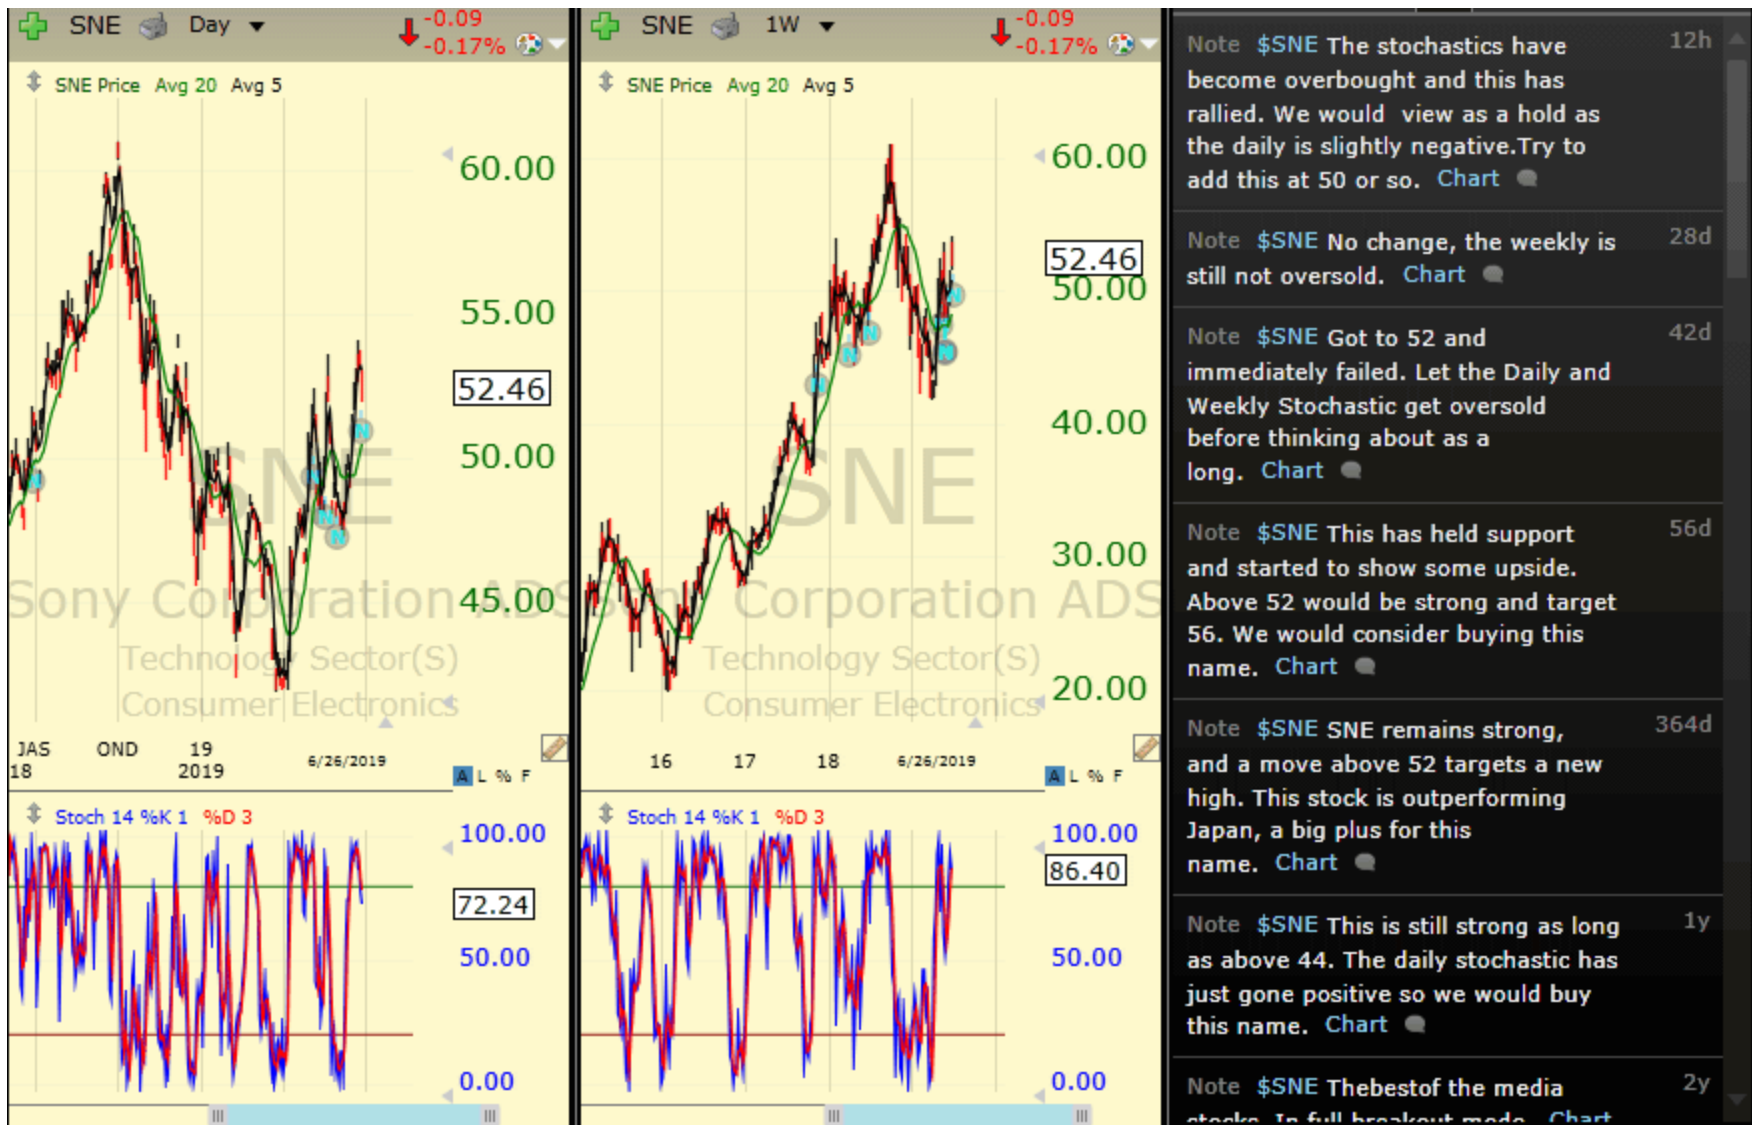 SNE Day -0.09
-0.17%
SNE Price Avg 20 Avg 5
60.00
55.00
52.46
50.00
45.00
SNE
Sony Corporation ADS
Technology Sector(S)
Consumer Electronics
JAS OND 19
18 2019 6/26/2019
A L % F
Stoch 14 %K 1 %D 3
100.00
72.24
50.00
0.00
SNE 1W -0.09
-0.17%
SNE Price Avg 20 Avg 5
60.00
52.46
50.00
40.00
30.00
20.00
SNE
Sony Corporation ADS
Technology Sector(S)
Consumer Electronics
16 17 18 6/26/2019
A L % F
Stoch 14 %K 1 %D 3
100.00
86.40
50.00
0.00
Note $SNE The stochastics have 12h
become overbought and this has
rallied. We would view as a hold as
the daily is slightly negative.Try to
add this at 50 or so. Chart
Note $SNE No change, the weekly is 28d
still not oversold. Chart
Note $SNE Got to 52 and 42d
immediately failed. Let the Daily and
Weekly Stochastic get oversold
before thinking about as a
long. Chart
Note $SNE This has held support 56d
and started to show some upside.
Above 52 would be strong and target
56. We would consider buying this
name. Chart
Note $SNE SNE remains strong, 364d
and a move above 52 targets a new
high. This stock is outperforming
Japan, a big plus for this
name. Chart
Note $SNE This is still strong as long 1y
as above 44. The daily stochastic has
just gone positive so we would buy
this name. Chart
Note $SNE Thebestof the media 2y
stocks. In full breakout mode. Chart